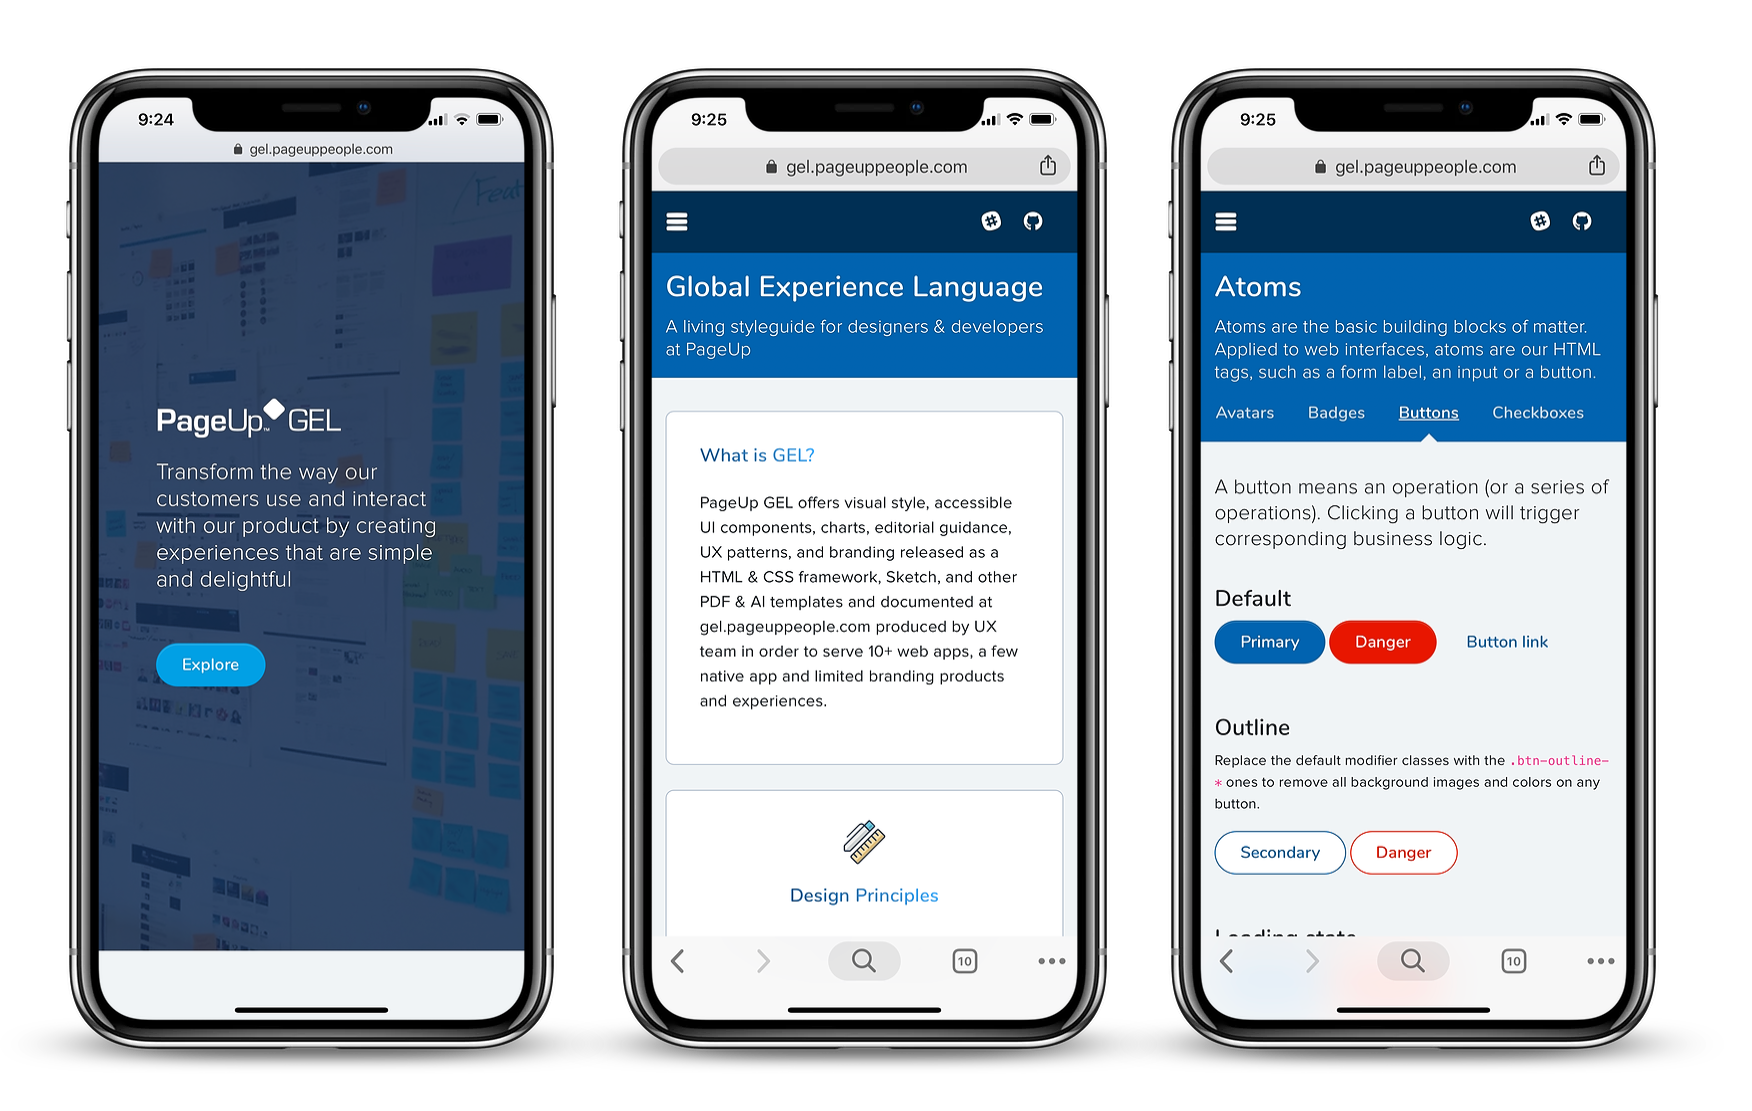 9:24
gel.pageuppeople.com
/Feat
PageUp™ GEL
Transform the way our
customers use and interact
with our product by creating
experiences that are simple
and delightful
Explore
9:25
gel.pageuppeople.com
Global Experience Language
A living styleguide for designers & developers
at PageUp
What is GEL?
PageUp GEL offers visual style, accessible
UI components, charts, editorial guidance,
UX patterns, and branding released as a
HTML & CSS framework, Sketch, and other
PDF & AI templates and documented at
gel.pageuppeople.com produced by UX
team in order to serve 10+ web apps, a few
native app and limited branding products
and experiences.
Design Principles
10
9:25
gel.pageuppeople.com
Atoms
Atoms are the basic building blocks of matter.
Applied to web interfaces, atoms are our HTML
tags, such as a form label, an input or a button.
Avatars Badges Buttons Checkboxes
A button means an operation (or a series of
operations). Clicking a button will trigger
corresponding business logic.
Default
Primary Danger Button link
Outline
Replace the default modifier classes with the .btn-outline-
* ones to remove all background images and colors on any
button.
Secondary Danger
Loading state
10